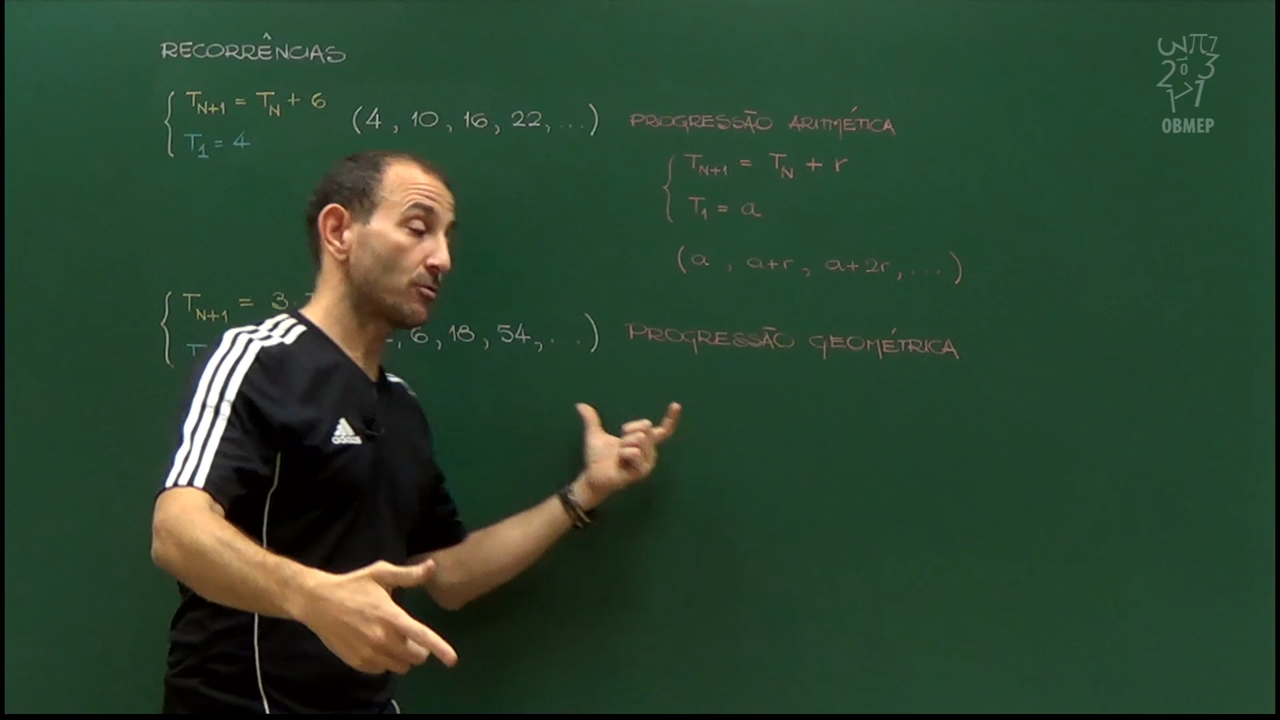 RECORRÊNCIAS
T_{N+1} = T_N + 6
T_1 = 4
(4, 10, 16, 22, ...)
PROGRESSÃO ARITMÉTICA
T_{N+1} = T_N + r
T_1 = a
(a, a+r, a+2r, ...)
T_{N+1} = 3 .
, 6, 18, 54, ...)
PROGRESSÃO GEOMÉTRICA
adidas
OBMEP